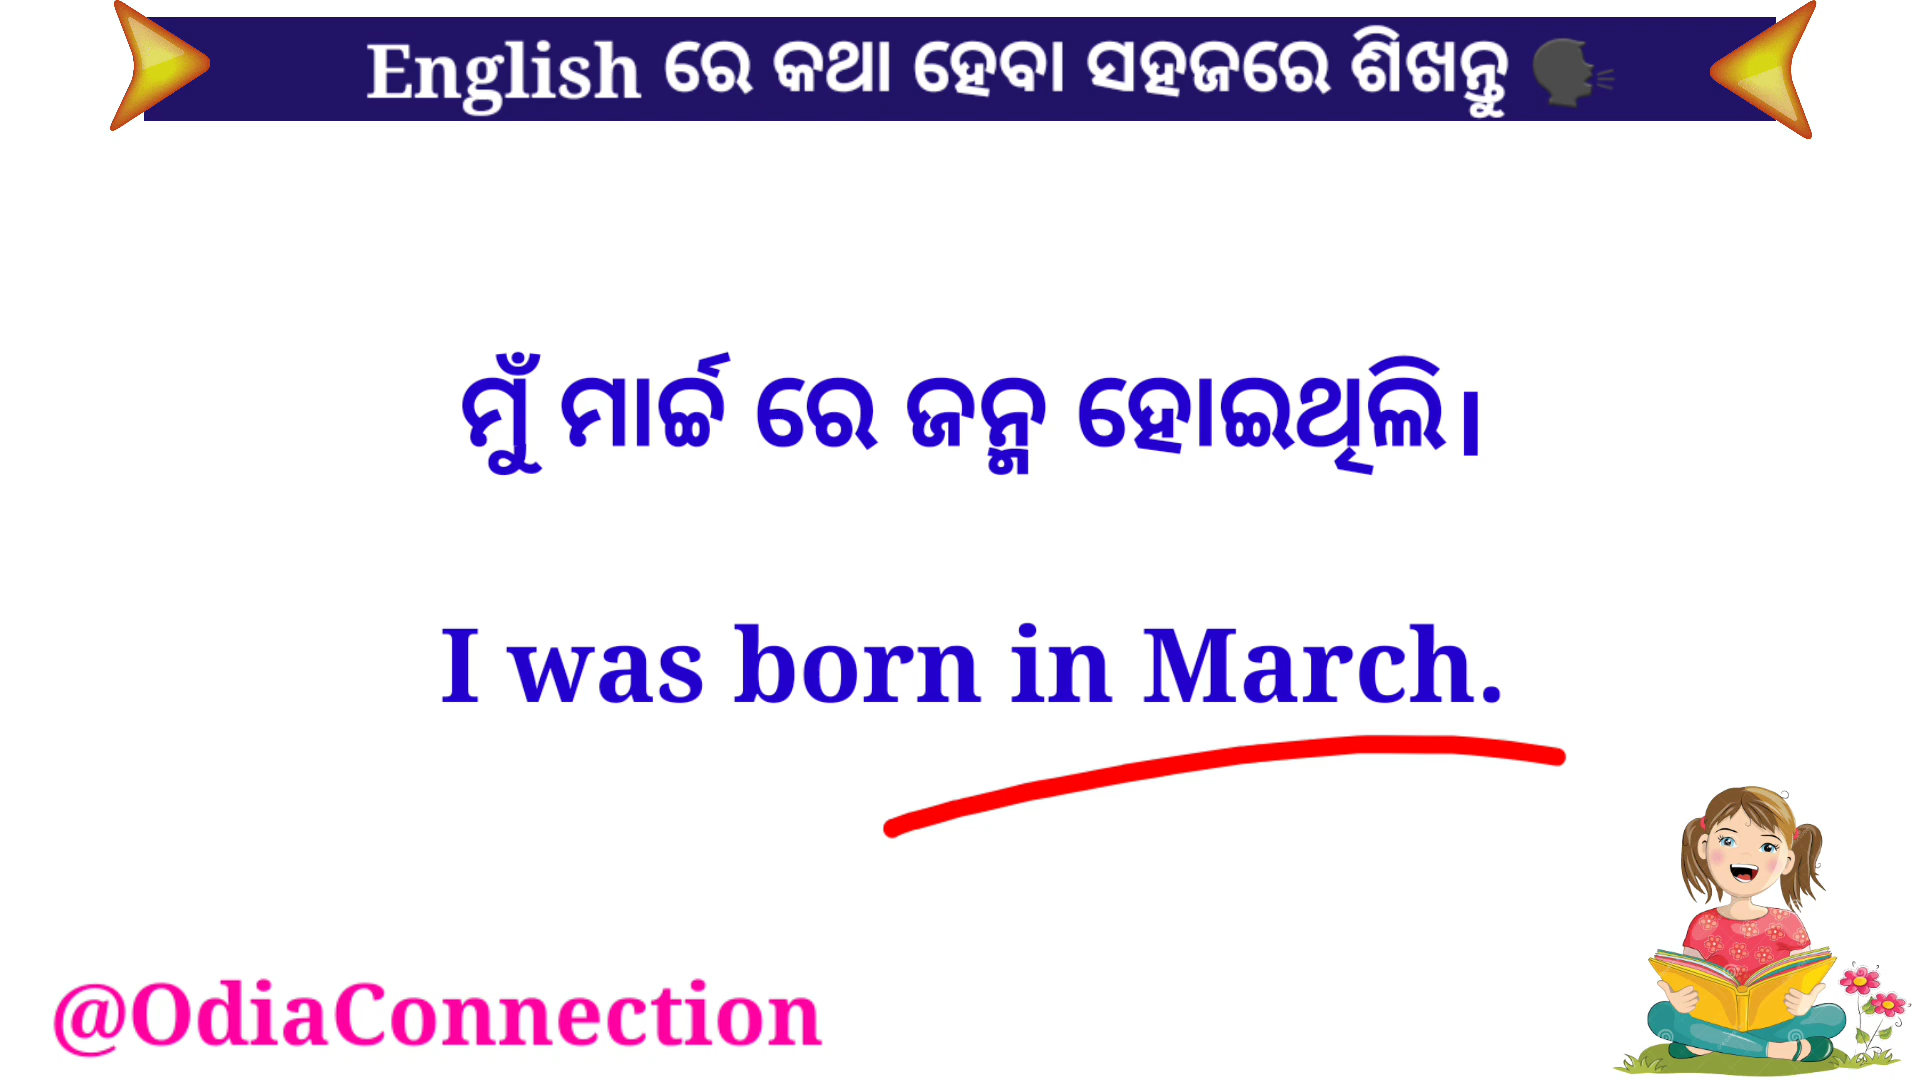 English ରେ କଥା ହେବା ସହଜରେ ଶିଖନ୍ତୁ 🗣
ମୁଁ ମାର୍ଚ୍ଚ ରେ ଜନ୍ମ ହୋଇଥିଲି।
I was born in March.
@OdiaConnection